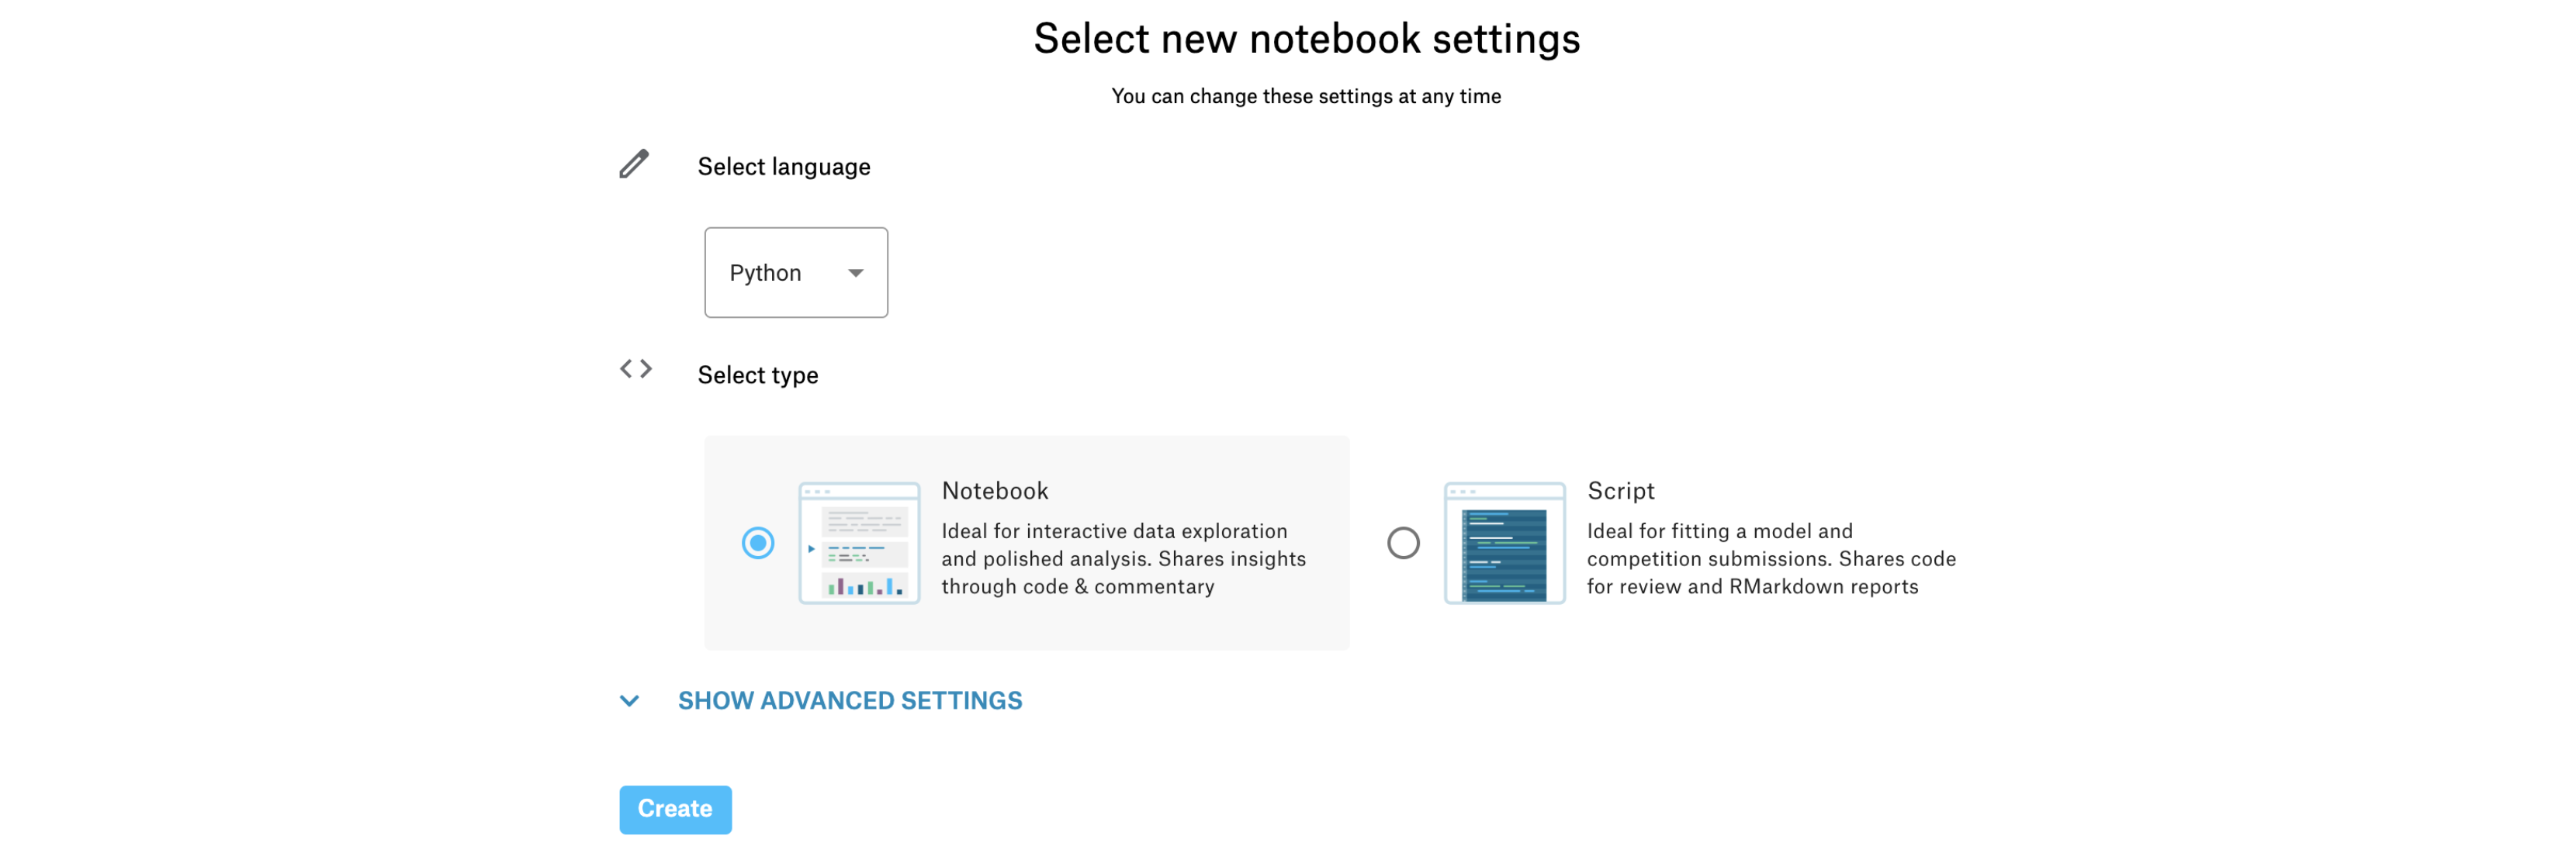 Select new notebook settings
You can change these settings at any time
Select language
Python
Select type
Notebook
Ideal for interactive data exploration
and polished analysis. Shares insights
through code & commentary
Script
Ideal for fitting a model and
competition submissions. Shares code
for review and RMarkdown reports
SHOW ADVANCED SETTINGS
Create